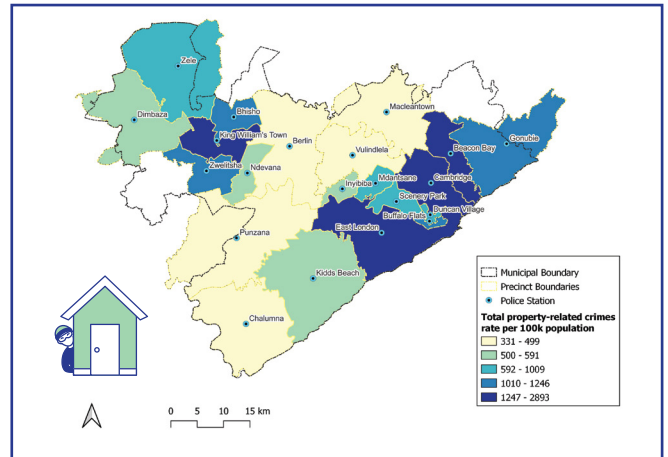 Zele
Bhisho
Macleantown
Dimbaza
King William's Town
Berlin
Gonubie
Vulindlela
Beacon Bay
Zwelitsha
Ndevana
Mdantsane
Cambridge
Inyibiba
Scenery Park
Duncan Village
Buffalo Flats
East London
Punzana
Kidds Beach
Chalumna
Municipal Boundary
Precinct Boundaries
Police Station
Total property-related crimes
rate per 100k population
331 - 499
500 - 591
592 - 1009
1010 - 1246
1247 - 2893
0 5 10 15 km